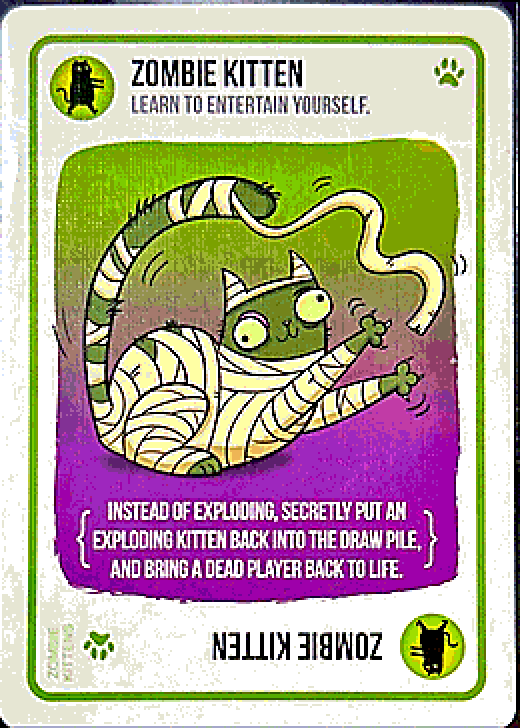 ZOMBIE KITTEN
LEARN TO ENTERTAIN YOURSELF.
INSTEAD OF EXPLODING, SECRETLY PUT AN
EXPLODING KITTEN BACK INTO THE DRAW PILE,
AND BRING A DEAD PLAYER BACK TO LIFE.
ZOMBIE
KITTENS
ZOMBIE KITTEN